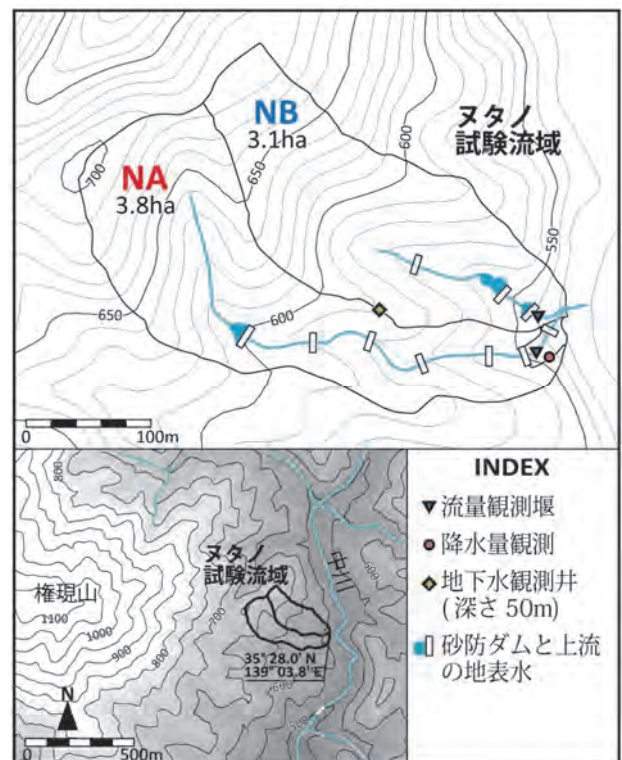 NB
3.1ha
ヌタノ
試験流域
600
700
NA
3.8ha
650
550
650
600
0 100m
800
ヌタノ
試験流域
中川
600
権現山
700
1100
1000
900
800
35° 28.0' N
139° 03.8' E
600
500
N
0 500m
INDEX
流量観測堰
降水量観測
地下水観測井
(深さ 50m)
砂防ダムと上流
の地表水